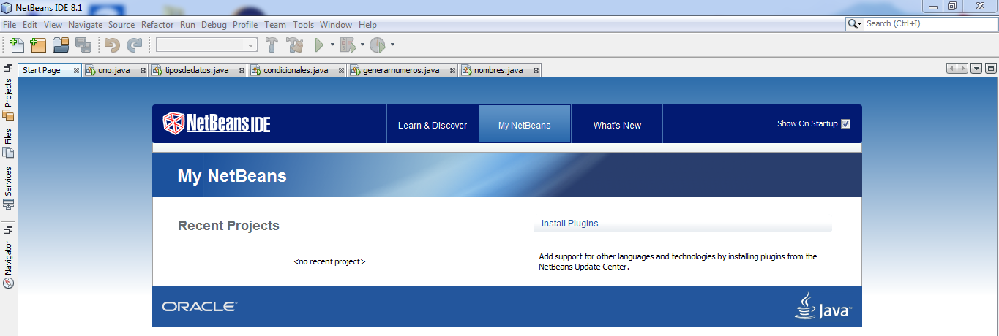 NetBeans IDE 8.1
File Edit View Navigate Source Refactor Run Debug Profile Team Tools Window Help
Search (Ctrl+I)
Start Page uno.java tiposdedatos.java condicionales.java generarnumeros.java nombres.java
Projects
Files
Services
Navigator
NetBeans IDE
Learn & Discover
My NetBeans
What's New
Show On Startup
My NetBeans
Recent Projects
<no recent project>
Install Plugins
Add support for other languages and technologies by installing plugins from the
NetBeans Update Center.
ORACLE
Java